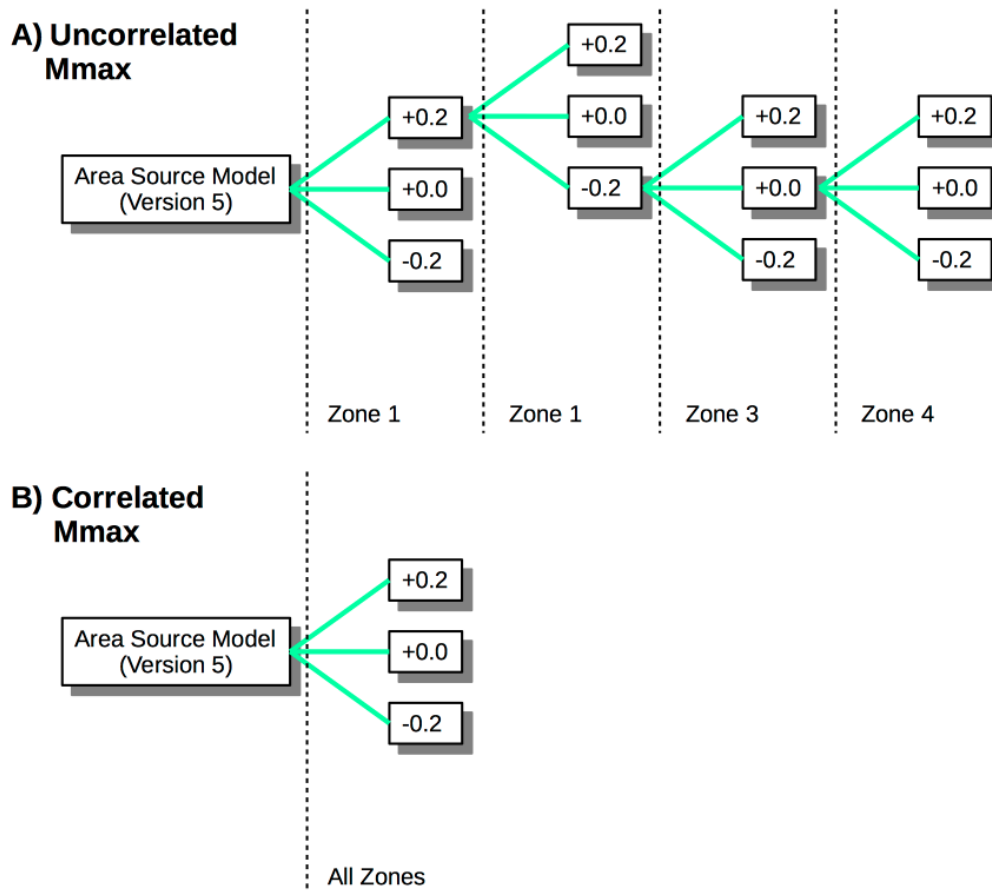 A) Uncorrelated
Mmax
Area Source Model
(Version 5)
+0.2
+0.0
-0.2
+0.2
+0.0
-0.2
+0.2
+0.0
-0.2
+0.2
+0.0
-0.2
Zone 1
Zone 1
Zone 3
Zone 4
B) Correlated
Mmax
Area Source Model
(Version 5)
+0.2
+0.0
-0.2
All Zones